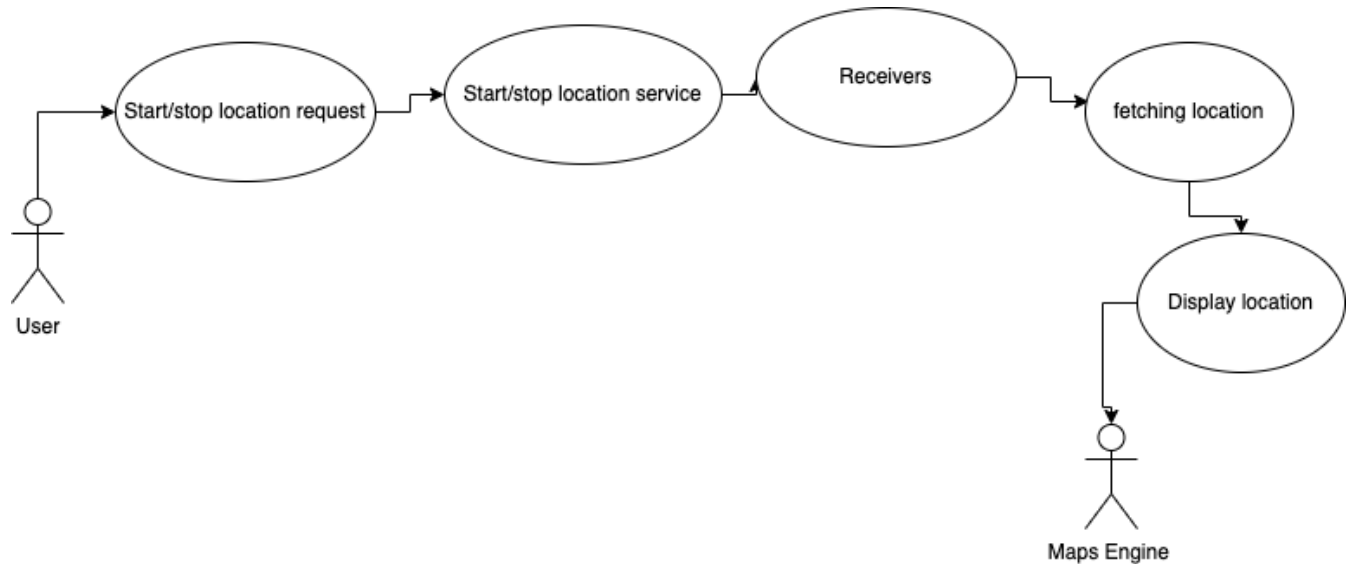 Start/stop location request
Start/stop location service
Receivers
fetching location
User
Display location
Maps Engine